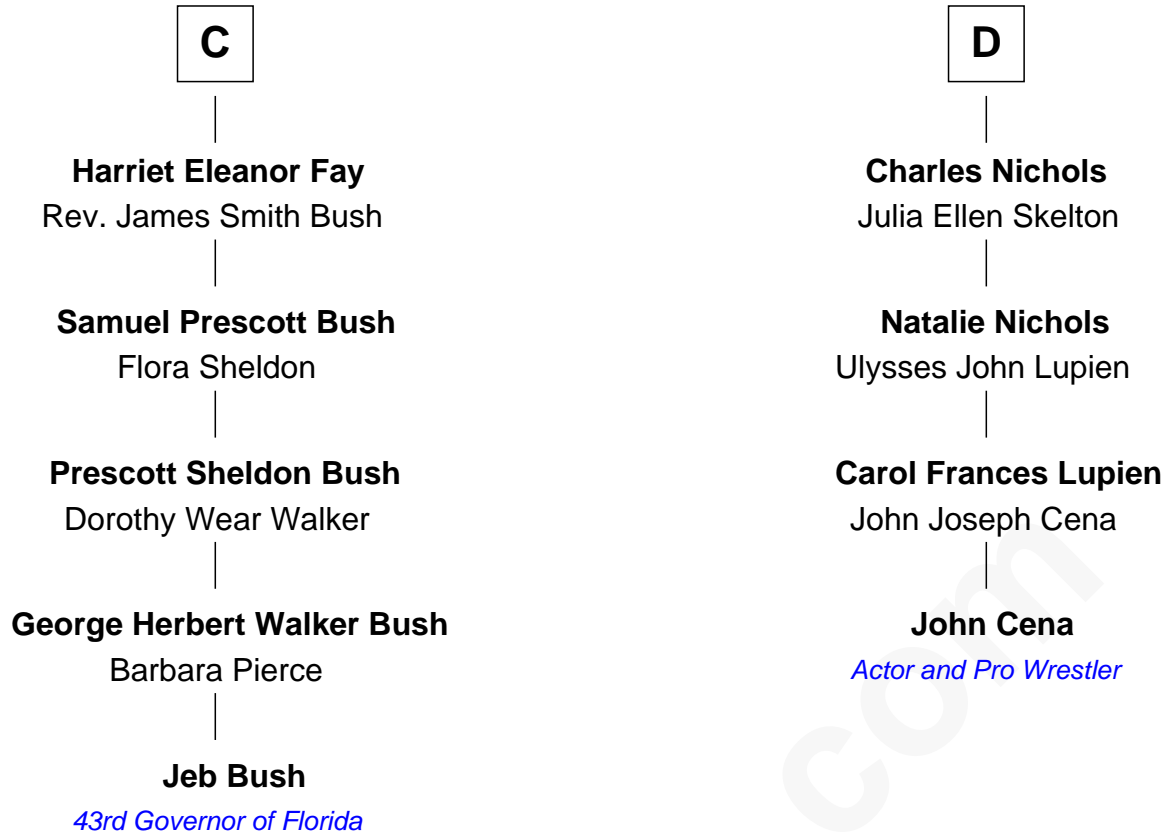 C
Harriet Eleanor Fay
Rev. James Smith Bush
Samuel Prescott Bush
Flora Sheldon
Prescott Sheldon Bush
Dorothy Wear Walker
George Herbert Walker Bush
Barbara Pierce
Jeb Bush
43rd Governor of Florida
D
Charles Nichols
Julia Ellen Skelton
Natalie Nichols
Ulysses John Lupien
Carol Frances Lupien
John Joseph Cena
John Cena
Actor and Pro Wrestler
com